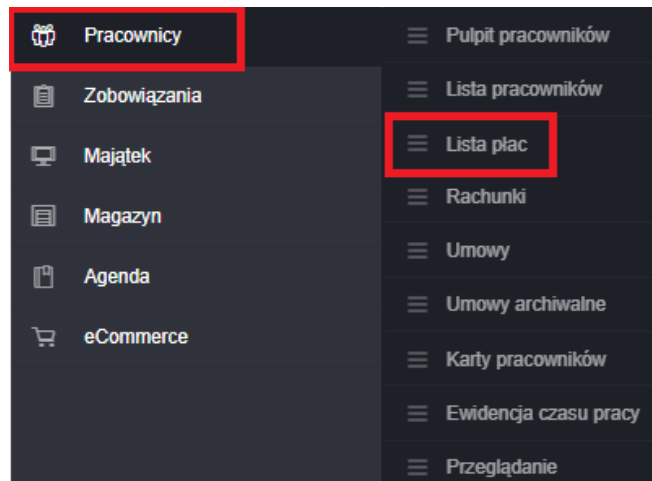 Pracownicy
Zobowiązania
Majątek
Magazyn
Agenda
eCommerce
Pulpit pracowników
Lista pracowników
Lista płac
Rachunki
Umowy
Umowy archiwalne
Karty pracowników
Ewidencja czasu pracy
Przeglądanie